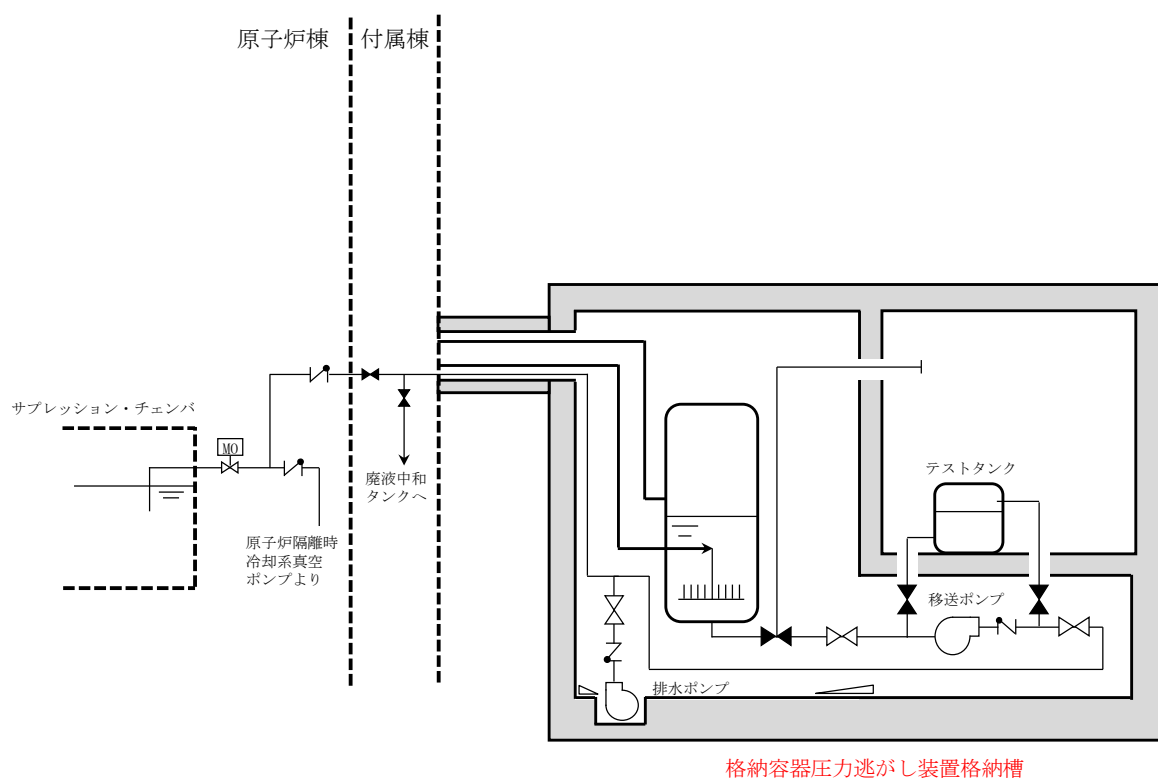 原子炉棟
付属棟
サプレッション・チェンバ
MO
廃液中和
タンクへ
原子炉隔離時
冷却系真空
ポンプより
テストタンク
移送ポンプ
排水ポンプ
格納容器圧力逃がし装置格納槽